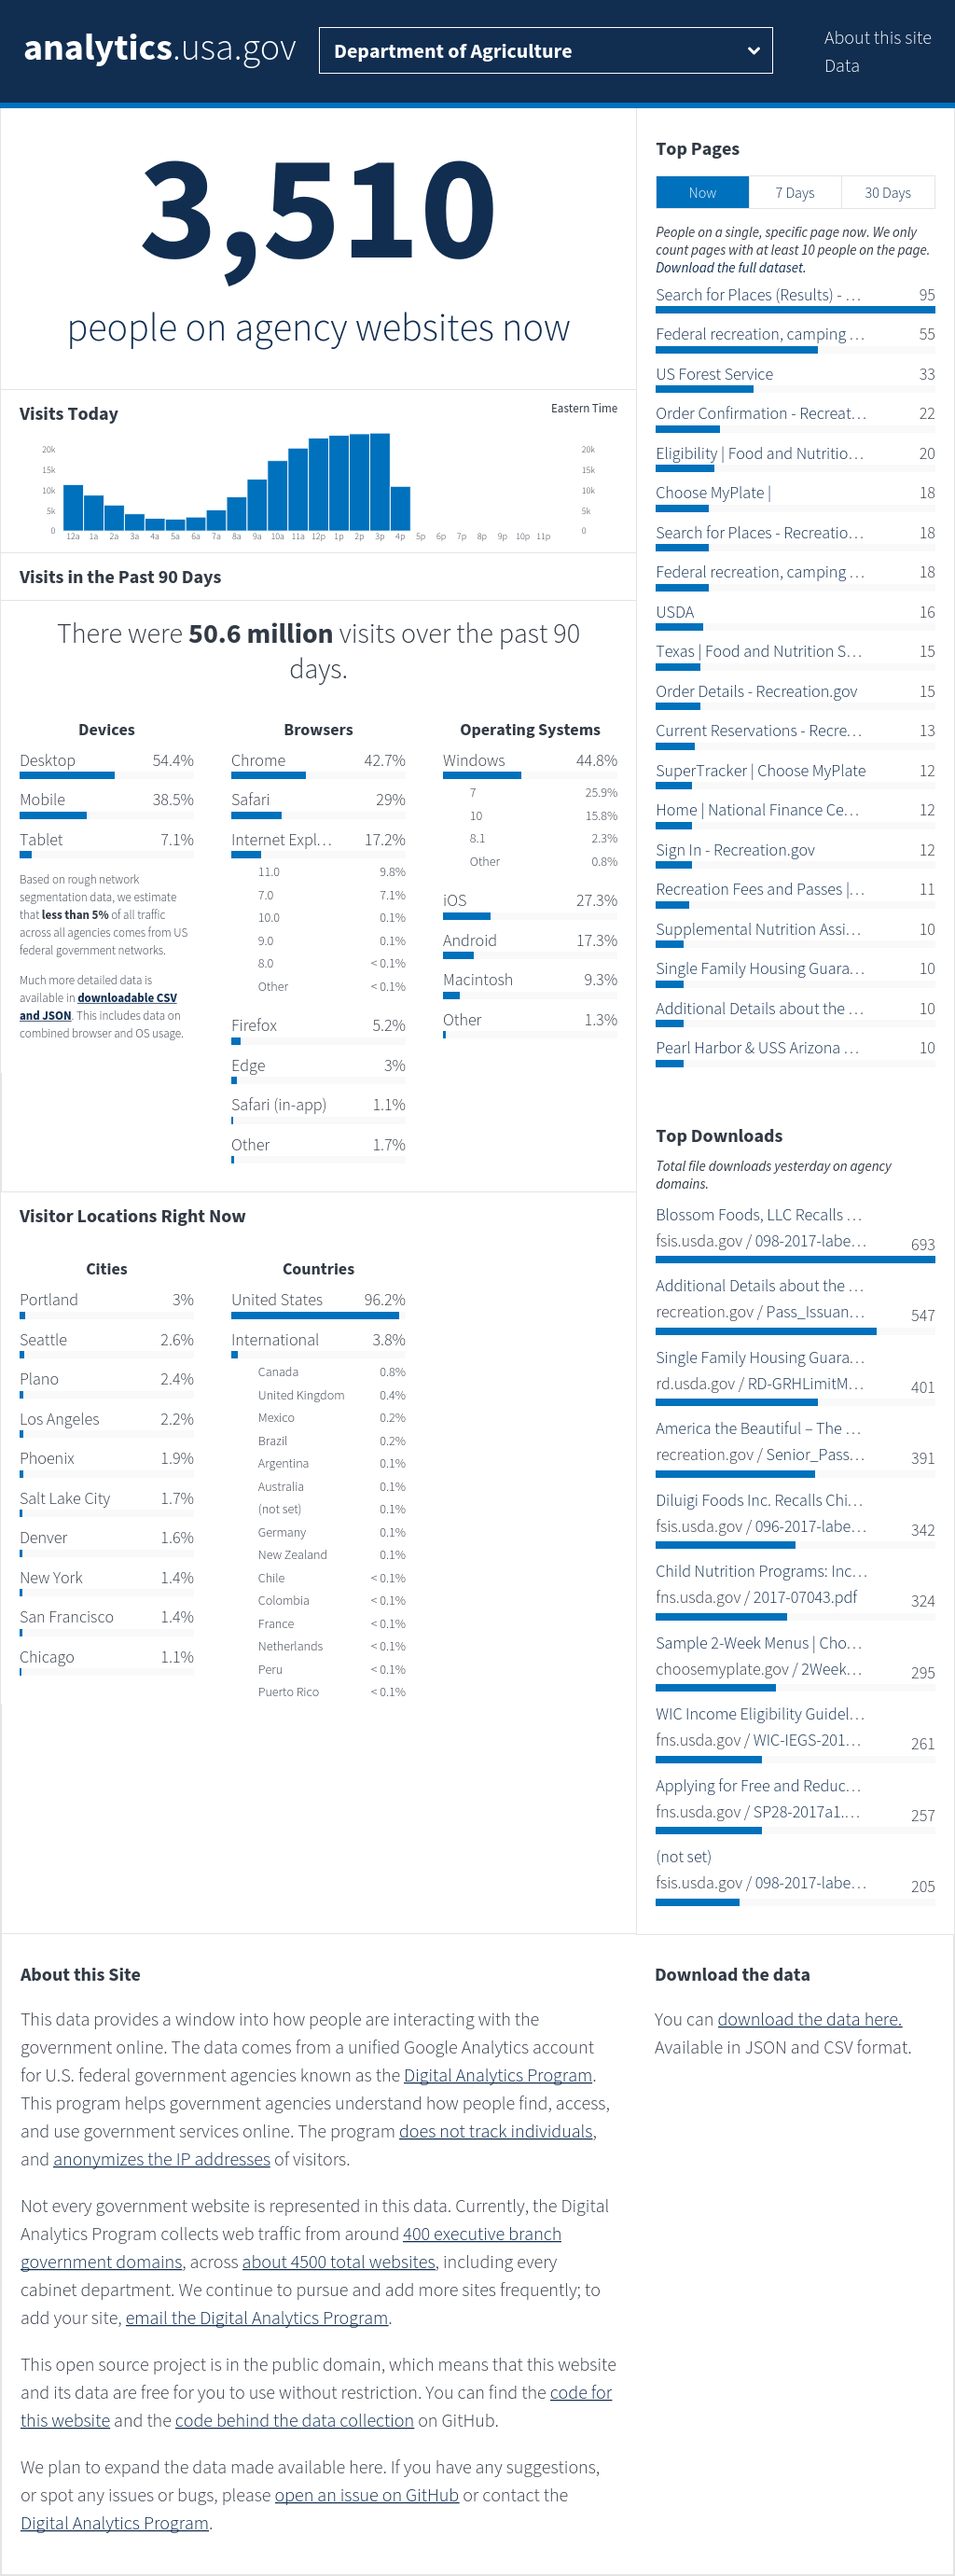 analytics.usa.gov
Department of Agriculture
About this site
Data
3,510
people on agency websites now
Visits Today
Eastern Time
20k
15k
10k
5k
0
20k
15k
10k
5k
0
12a 1a 2a 3a 4a 5a 6a 7a 8a 9a 10a 11a 12p 1p 2p 3p 4p 5p 6p 7p 8p 9p 10p 11p
Visits in the Past 90 Days
There were 50.6 million visits over the past 90
days.
Devices
Desktop 54.4%
Mobile 38.5%
Tablet 7.1%
Based on rough network
segmentation data, we estimate
that less than 5% of all traffic
across all agencies comes from US
federal government networks.
Much more detailed data is
available in downloadable CSV
and JSON. This includes data on
combined browser and OS usage.
Browsers
Chrome 42.7%
Safari 29%
Internet Expl… 17.2%
11.0 9.8%
7.0 7.1%
10.0 0.1%
9.0 0.1%
8.0 < 0.1%
Other < 0.1%
Firefox 5.2%
Edge 3%
Safari (in-app) 1.1%
Other 1.7%
Operating Systems
Windows 44.8%
7 25.9%
10 15.8%
8.1 2.3%
Other 0.8%
iOS 27.3%
Android 17.3%
Macintosh 9.3%
Other 1.3%
Visitor Locations Right Now
Cities
Portland 3%
Seattle 2.6%
Plano 2.4%
Los Angeles 2.2%
Phoenix 1.9%
Salt Lake City 1.7%
Denver 1.6%
New York 1.4%
San Francisco 1.4%
Chicago 1.1%
Countries
United States 96.2%
International 3.8%
Canada 0.8%
United Kingdom 0.4%
Mexico 0.2%
Brazil 0.2%
Argentina 0.1%
Australia 0.1%
(not set) 0.1%
Germany 0.1%
New Zealand 0.1%
Chile < 0.1%
Colombia < 0.1%
France < 0.1%
Netherlands < 0.1%
Peru < 0.1%
Puerto Rico < 0.1%
Top Pages
Now 7 Days 30 Days
People on a single, specific page now. We only
count pages with at least 10 people on the page.
Download the full dataset.
Search for Places (Results) - … 95
Federal recreation, camping … 55
US Forest Service 33
Order Confirmation - Recreat… 22
Eligibility | Food and Nutritio… 20
Choose MyPlate | 18
Search for Places - Recreatio… 18
Federal recreation, camping … 18
USDA 16
Texas | Food and Nutrition S… 15
Order Details - Recreation.gov 15
Current Reservations - Recre… 13
SuperTracker | Choose MyPlate 12
Home | National Finance Ce… 12
Sign In - Recreation.gov 12
Recreation Fees and Passes |… 11
Supplemental Nutrition Assi… 10
Single Family Housing Guara… 10
Additional Details about the … 10
Pearl Harbor & USS Arizona … 10
Top Downloads
Total file downloads yesterday on agency
domains.
Blossom Foods, LLC Recalls …
fsis.usda.gov / 098-2017-labe… 693
Additional Details about the …
recreation.gov / Pass_Issuan… 547
Single Family Housing Guara…
rd.usda.gov / RD-GRHLimitM… 401
America the Beautiful – The …
recreation.gov / Senior_Pass… 391
Diluigi Foods Inc. Recalls Chi…
fsis.usda.gov / 096-2017-labe… 342
Child Nutrition Programs: Inc…
fns.usda.gov / 2017-07043.pdf 324
Sample 2-Week Menus | Cho…
choosemyplate.gov / 2Week… 295
WIC Income Eligibility Guidel…
fns.usda.gov / WIC-IEGS-201… 261
Applying for Free and Reduc…
fns.usda.gov / SP28-2017a1.… 257
(not set)
fsis.usda.gov / 098-2017-labe… 205
About this Site
This data provides a window into how people are interacting with the
government online. The data comes from a unified Google Analytics account
for U.S. federal government agencies known as the Digital Analytics Program.
This program helps government agencies understand how people find, access,
and use government services online. The program does not track individuals,
and anonymizes the IP addresses of visitors.
Not every government website is represented in this data. Currently, the Digital
Analytics Program collects web traffic from around 400 executive branch
government domains, across about 4500 total websites, including every
cabinet department. We continue to pursue and add more sites frequently; to
add your site, email the Digital Analytics Program.
This open source project is in the public domain, which means that this website
and its data are free for you to use without restriction. You can find the code for
this website and the code behind the data collection on GitHub.
We plan to expand the data made available here. If you have any suggestions,
or spot any issues or bugs, please open an issue on GitHub or contact the
Digital Analytics Program.
Download the data
You can download the data here.
Available in JSON and CSV format.